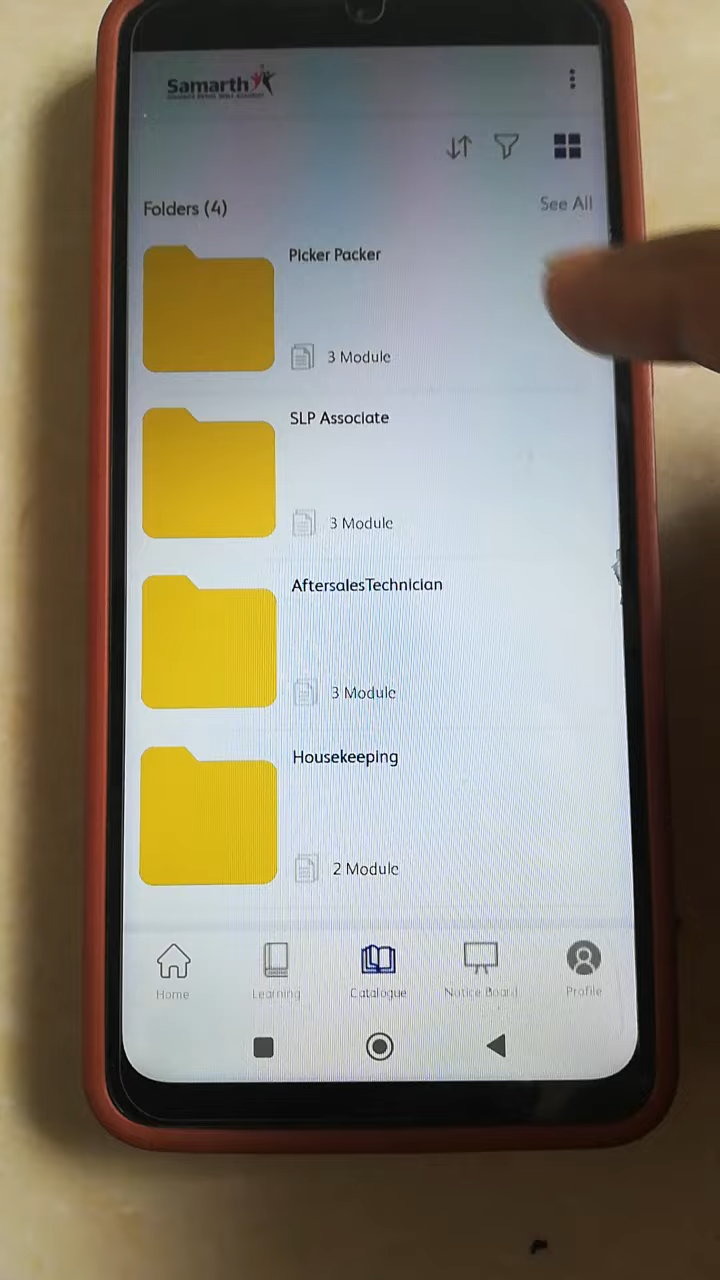 Samarth
Folders (4)
See All
Picker Packer
3 Module
SLP Associate
3 Module
AftersalesTechnician
3 Module
Housekeeping
2 Module
Home
Learning
Catalogue
Notice Board
Profile